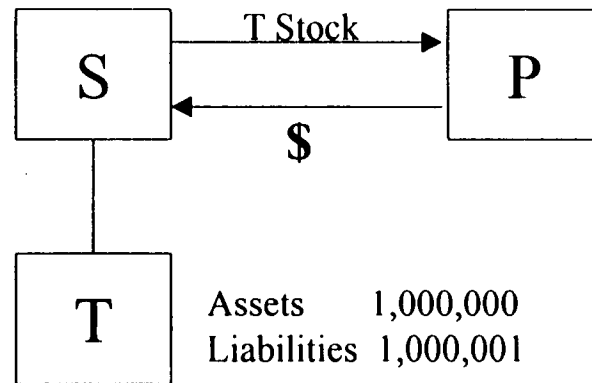 T Stock
S
P
$
T
Assets 1,000,000
Liabilities 1,000,001